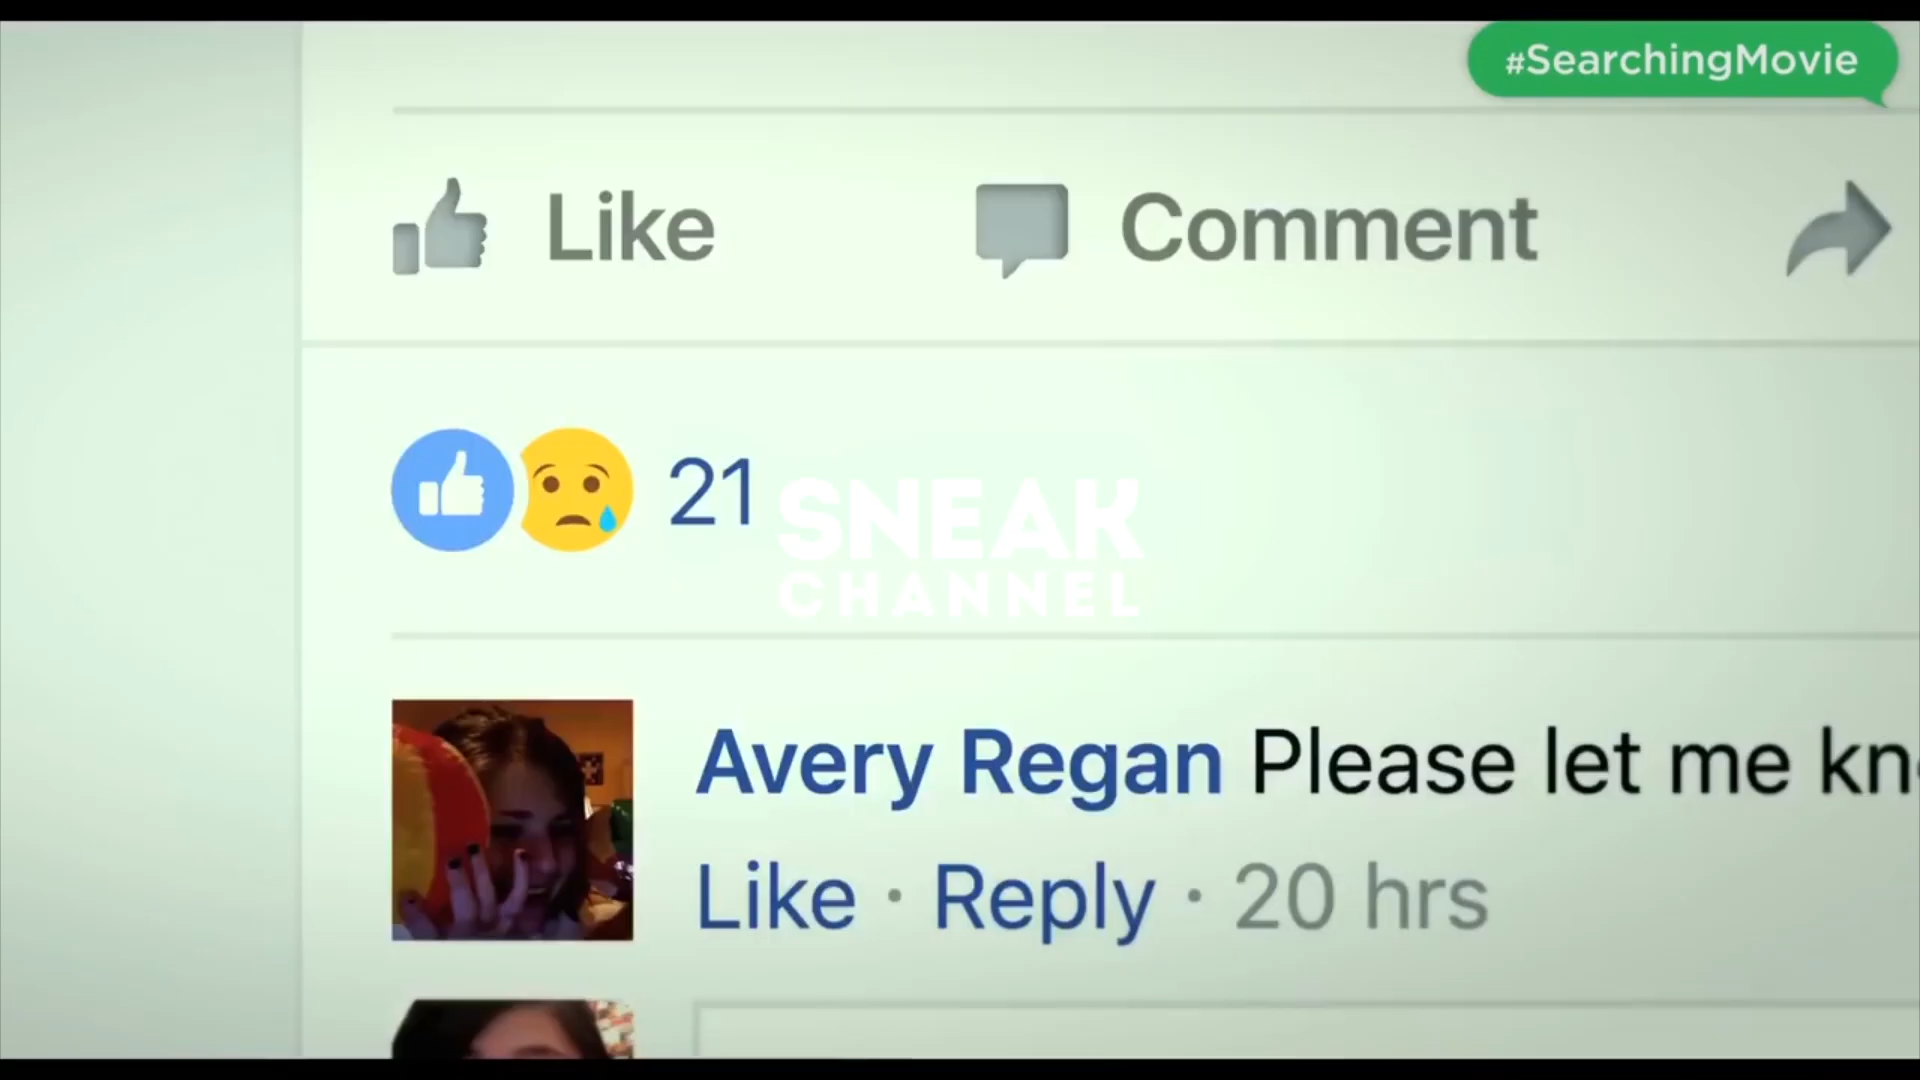 #SearchingMovie
Like Comment
21
SNEAK
CHANNEL
Avery Regan Please let me kn
Like · Reply · 20 hrs